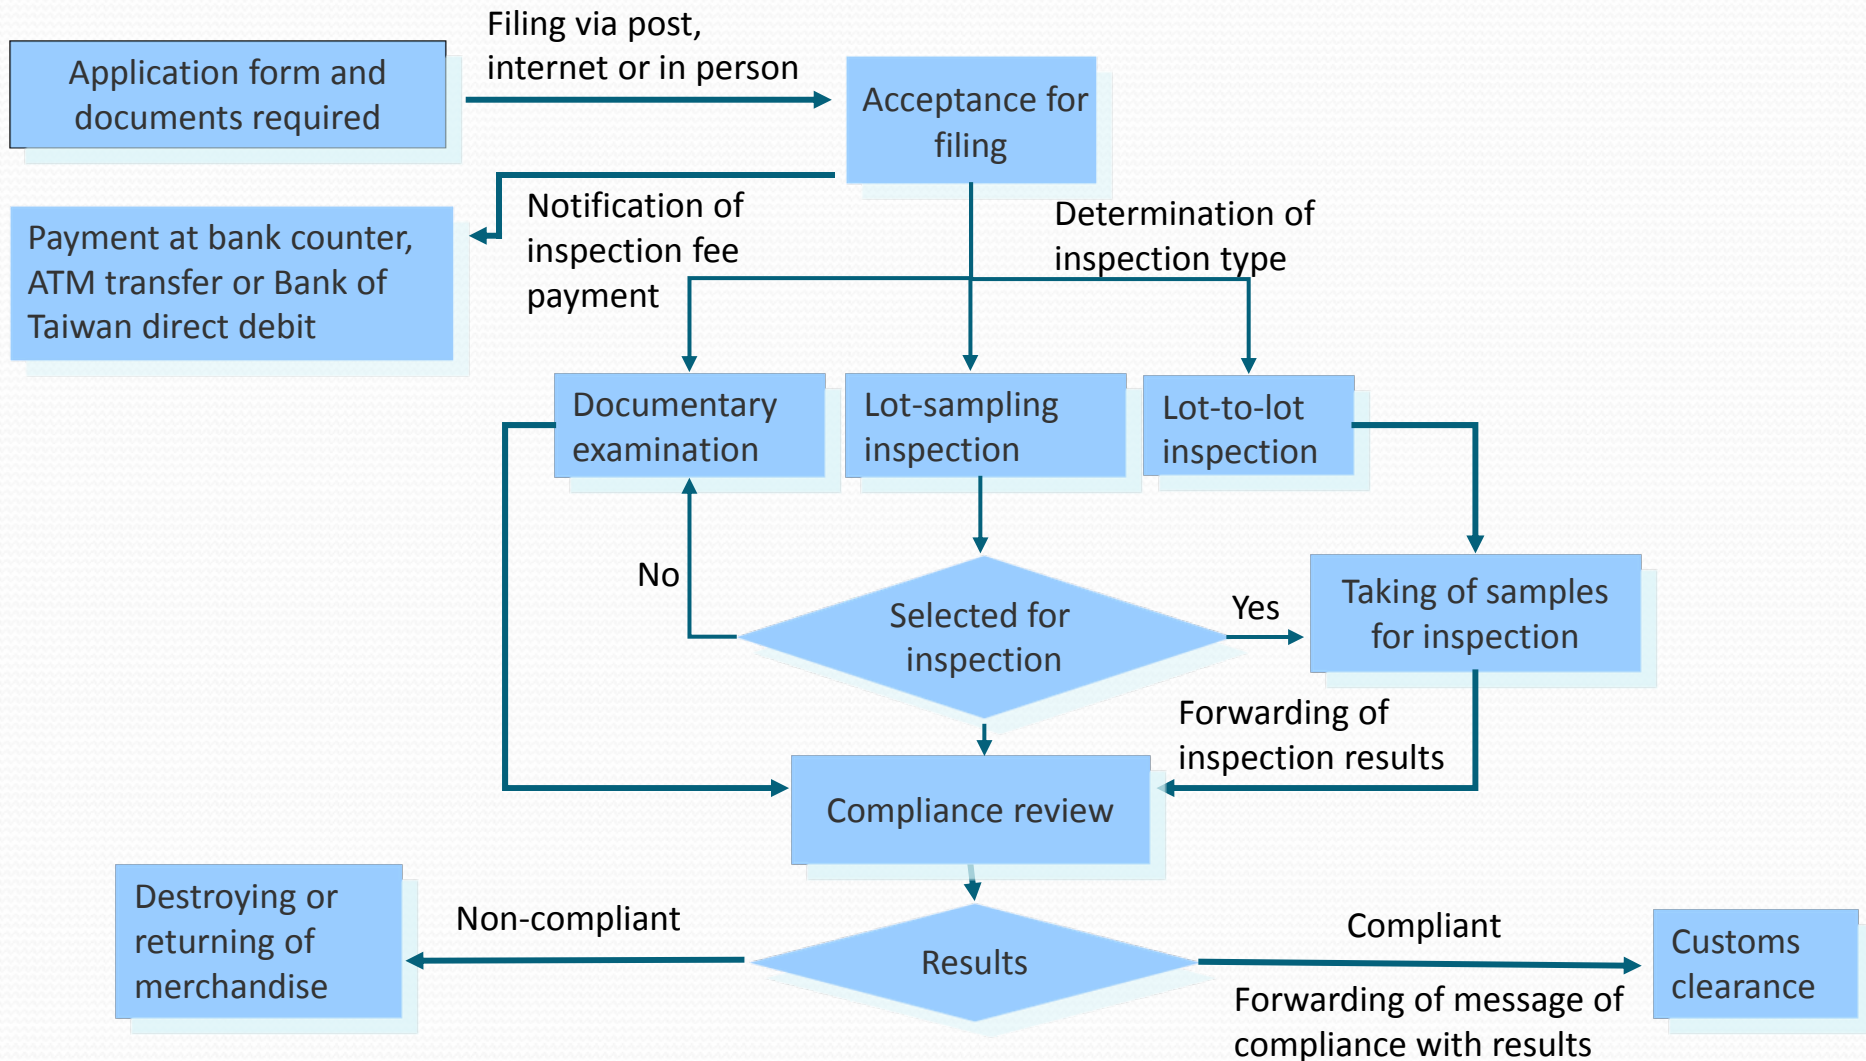 Filing via post,
internet or in person
Application form and
documents required
Acceptance for
filing
Notification of
inspection fee
payment
Determination of
inspection type
Payment at bank counter,
ATM transfer or Bank of
Taiwan direct debit
Documentary
examination
Lot-sampling
inspection
Lot-to-lot
inspection
No
Selected for
inspection
Yes
Taking of samples
for inspection
Forwarding of
inspection results
Compliance review
Destroying or
returning of
merchandise
Non-compliant
Results
Compliant
Forwarding of message of
compliance with results
Customs
clearance